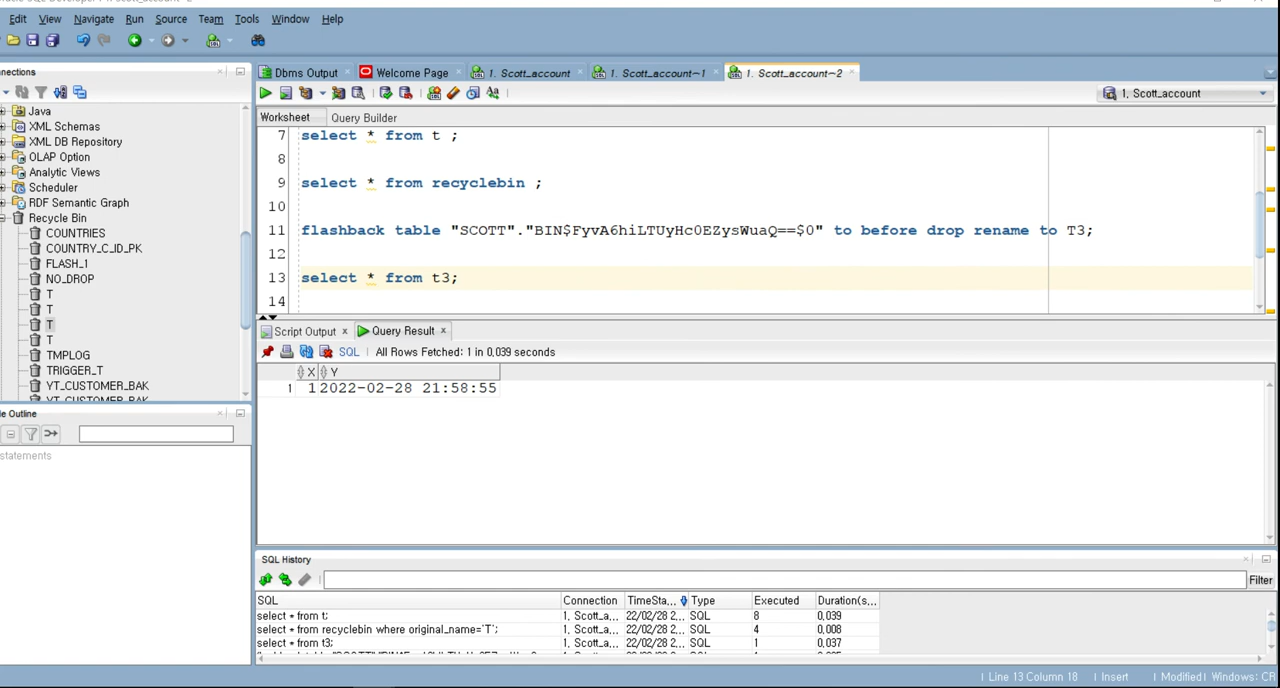 Edit View Navigate Run Source Team Tools Window Help
Dbms Output Welcome Page 1. Scott_account 1. Scott_account~1 1. Scott_account~2
1. Scott_account
Worksheet Query Builder
Java
XML Schemas
XML DB Repository
OLAP Option
Analytic Views
Scheduler
RDF Semantic Graph
Recycle Bin
COUNTRIES
COUNTRY_C_ID_PK
FLASH_1
NO_DROP
T
T
T
T
TMPLOG
TRIGGER_T
YT_CUSTOMER_BAK
YT_CUSTOMER_BAK
7 select * from t ;
8
9 select * from recyclebin ;
10
11 flashback table "SCOTT"."BIN$FyvA6hiLTUyHc0EZysWuaQ==$0" to before drop rename to T3;
12
13 select * from t3;
14
Script Output x Query Result x
SQL All Rows Fetched: 1 in 0,039 seconds
X Y
1 1 2022-02-28 21:58:55
Outline
statements
SQL History
Filter
SQL Connection TimeSta... Type Executed Duration(s...
select * from t; 1. Scott_a... 22/02/28 2... SQL 8 0,039
select * from recyclebin where original_name='T'; 1. Scott_a... 22/02/28 2... SQL 4 0,008
select * from t3; 1. Scott_a... 22/02/28 2... SQL 1 0,037
Line 13 Column 18 Insert Modified Windows: CR